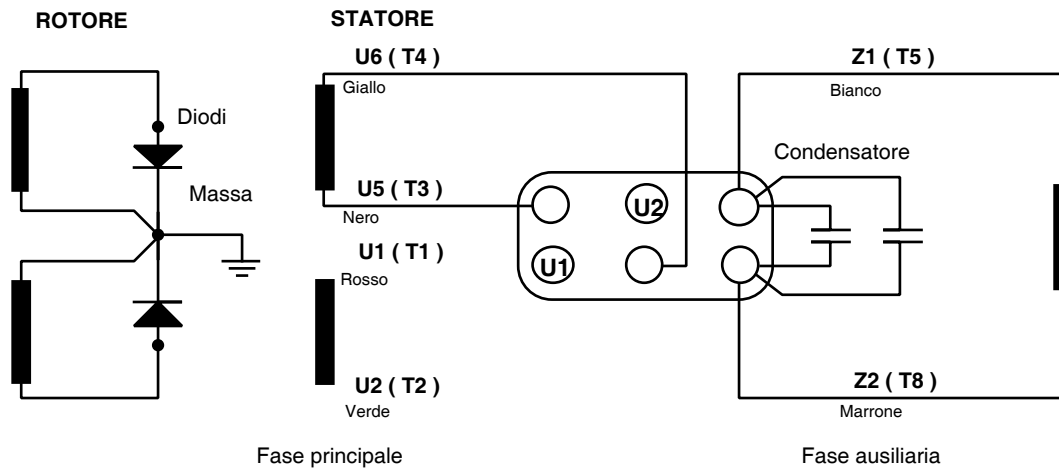 ROTORE
STATORE
U6 ( T4 )
Z1 ( T5 )
Giallo
Bianco
Diodi
Condensatore
Massa
U5 ( T3 )
U2
Nero
U1 ( T1 )
U1
Rosso
U2 ( T2 )
Z2 ( T8 )
Verde
Marrone
Fase principale
Fase ausiliaria